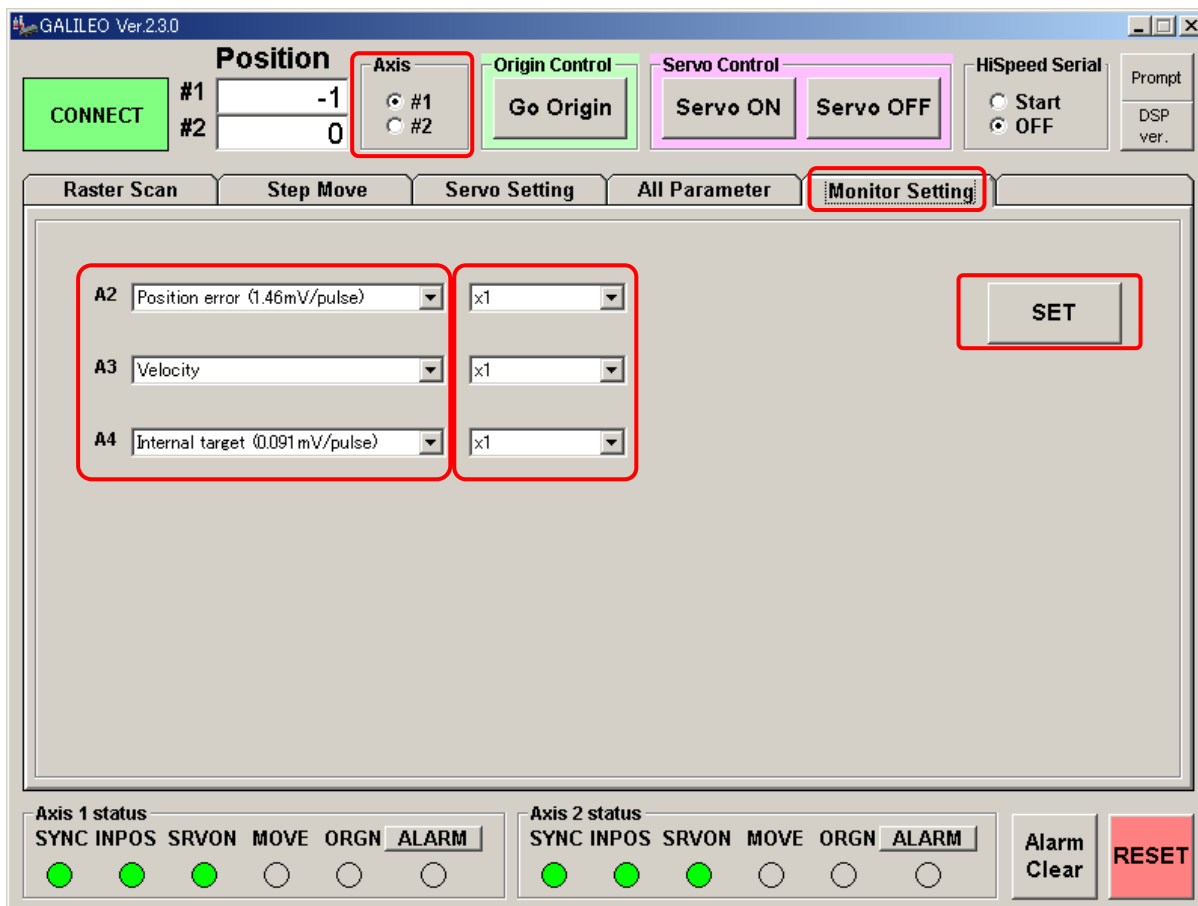 GALILEO Ver.2.3.0
CONNECT
Position
#1 -1
#2 0
Axis
#1
#2
Origin Control
Go Origin
Servo Control
Servo ON Servo OFF
HiSpeed Serial
Start
OFF
Prompt
DSP
ver.
Raster Scan Step Move Servo Setting All Parameter Monitor Setting
A2 Position error (1.46mV/pulse) x1
SET
A3 Velocity x1
A4 Internal target (0.091mV/pulse) x1
Axis 1 status
SYNC INPOS SRVON MOVE ORGN ALARM
Axis 2 status
SYNC INPOS SRVON MOVE ORGN ALARM
Alarm
Clear
RESET